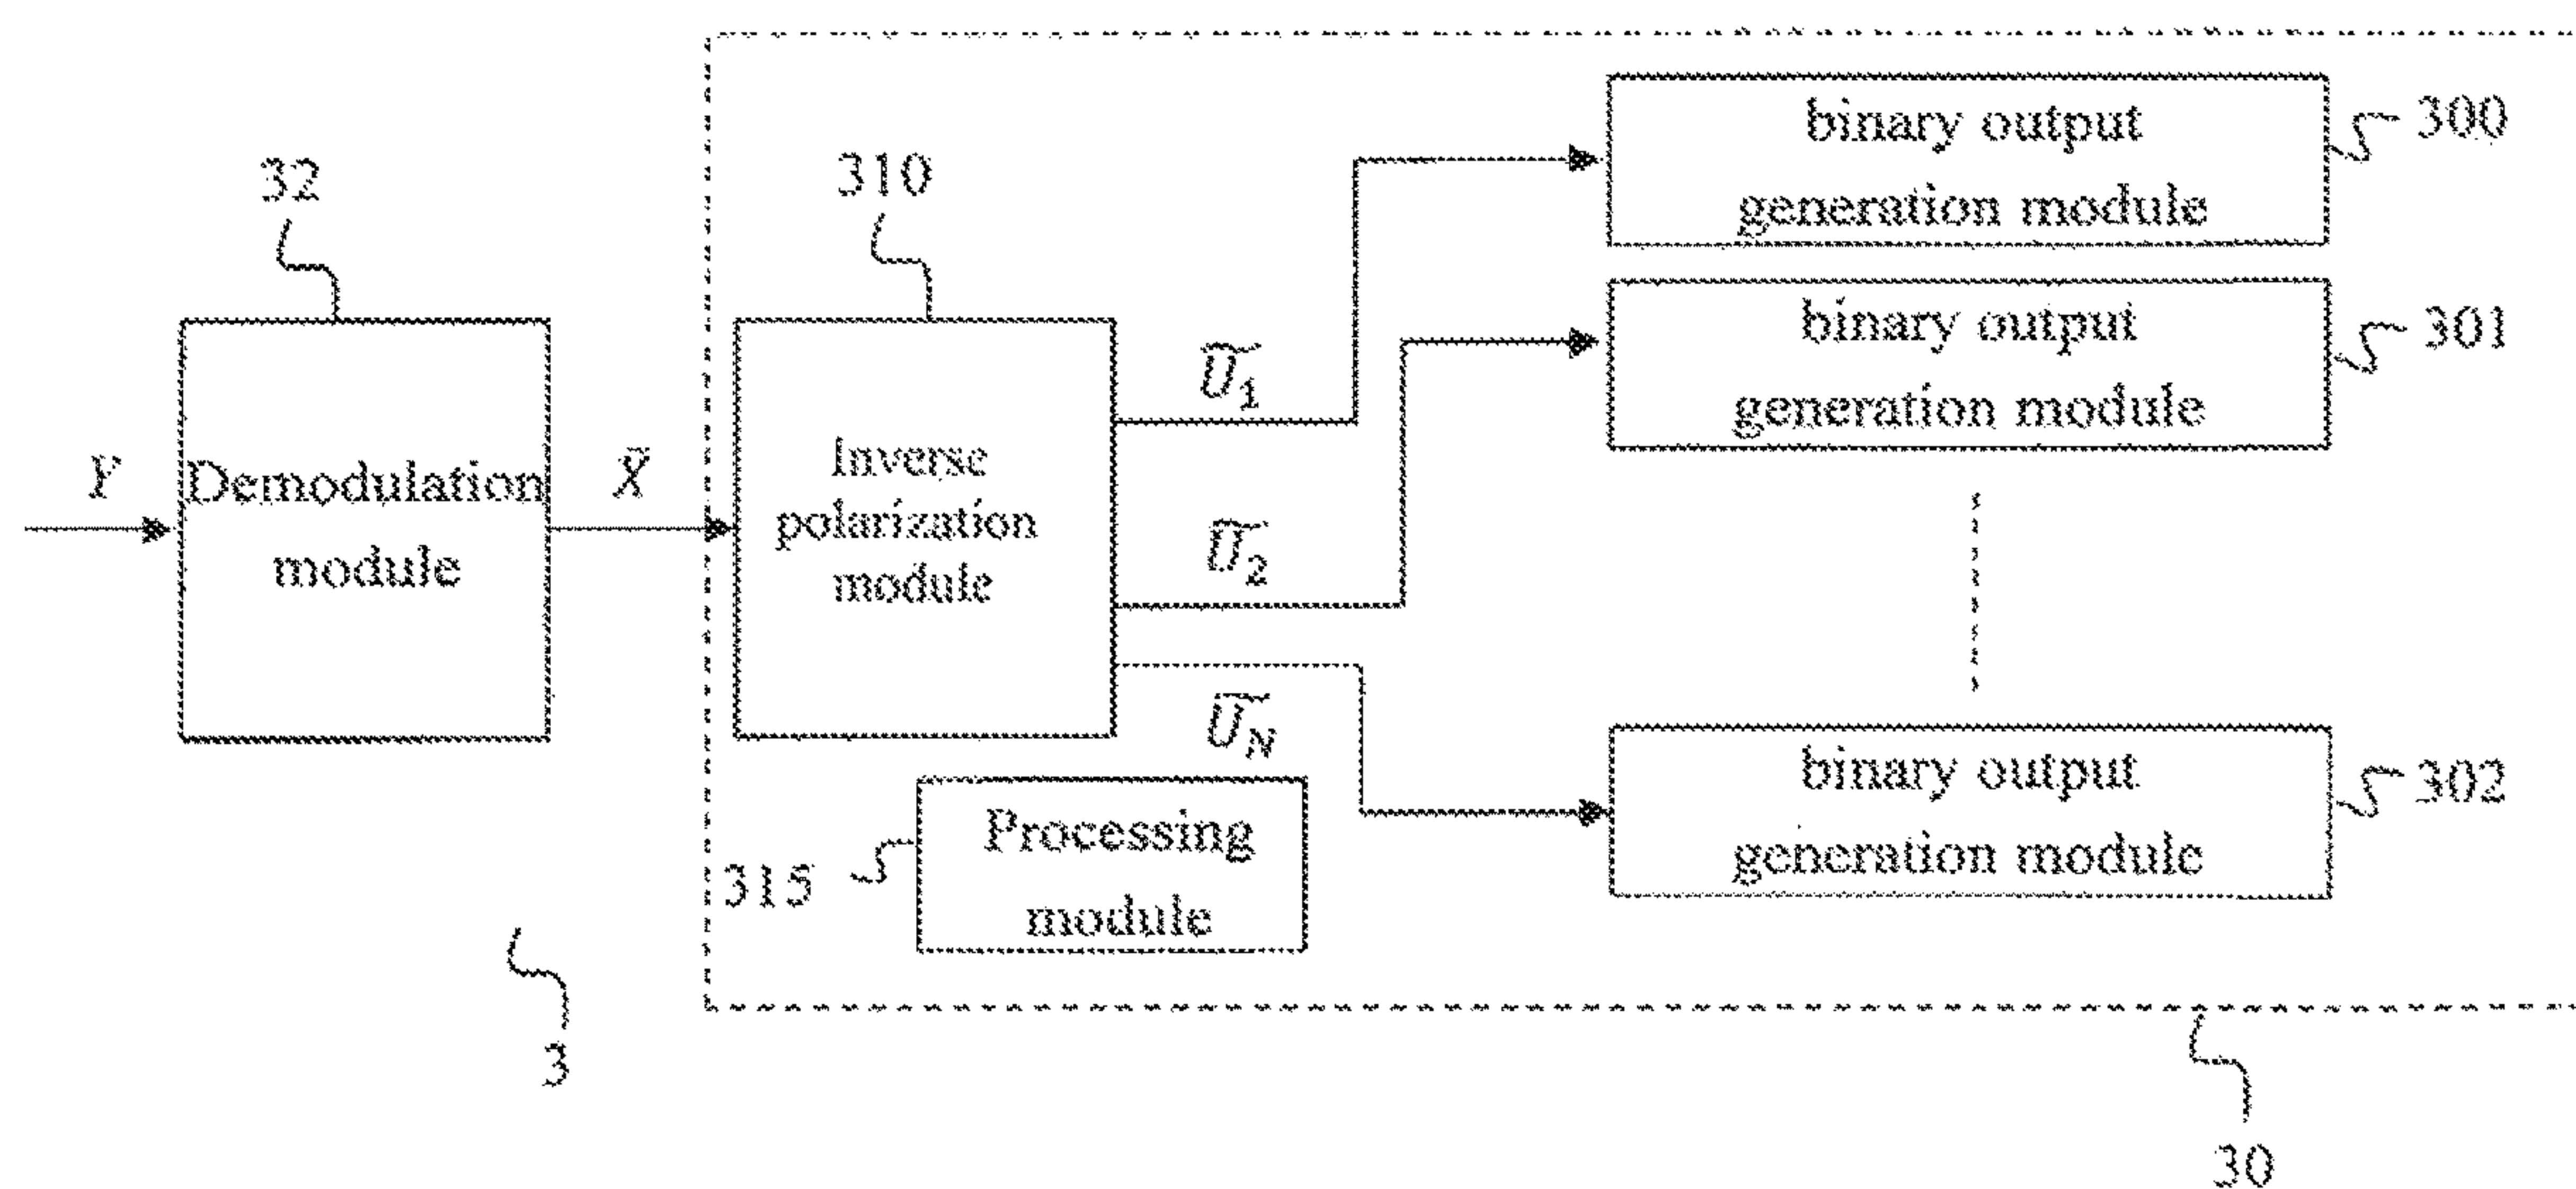 32
310
binary output
generation module
300
binary output
generation module
301
Y
Demodulation
module
X̃
Inverse
polarization
module
Ũ₁
Ũ₂
Ũ_N
binary output
generation module
302
Processing
module
315
3
30